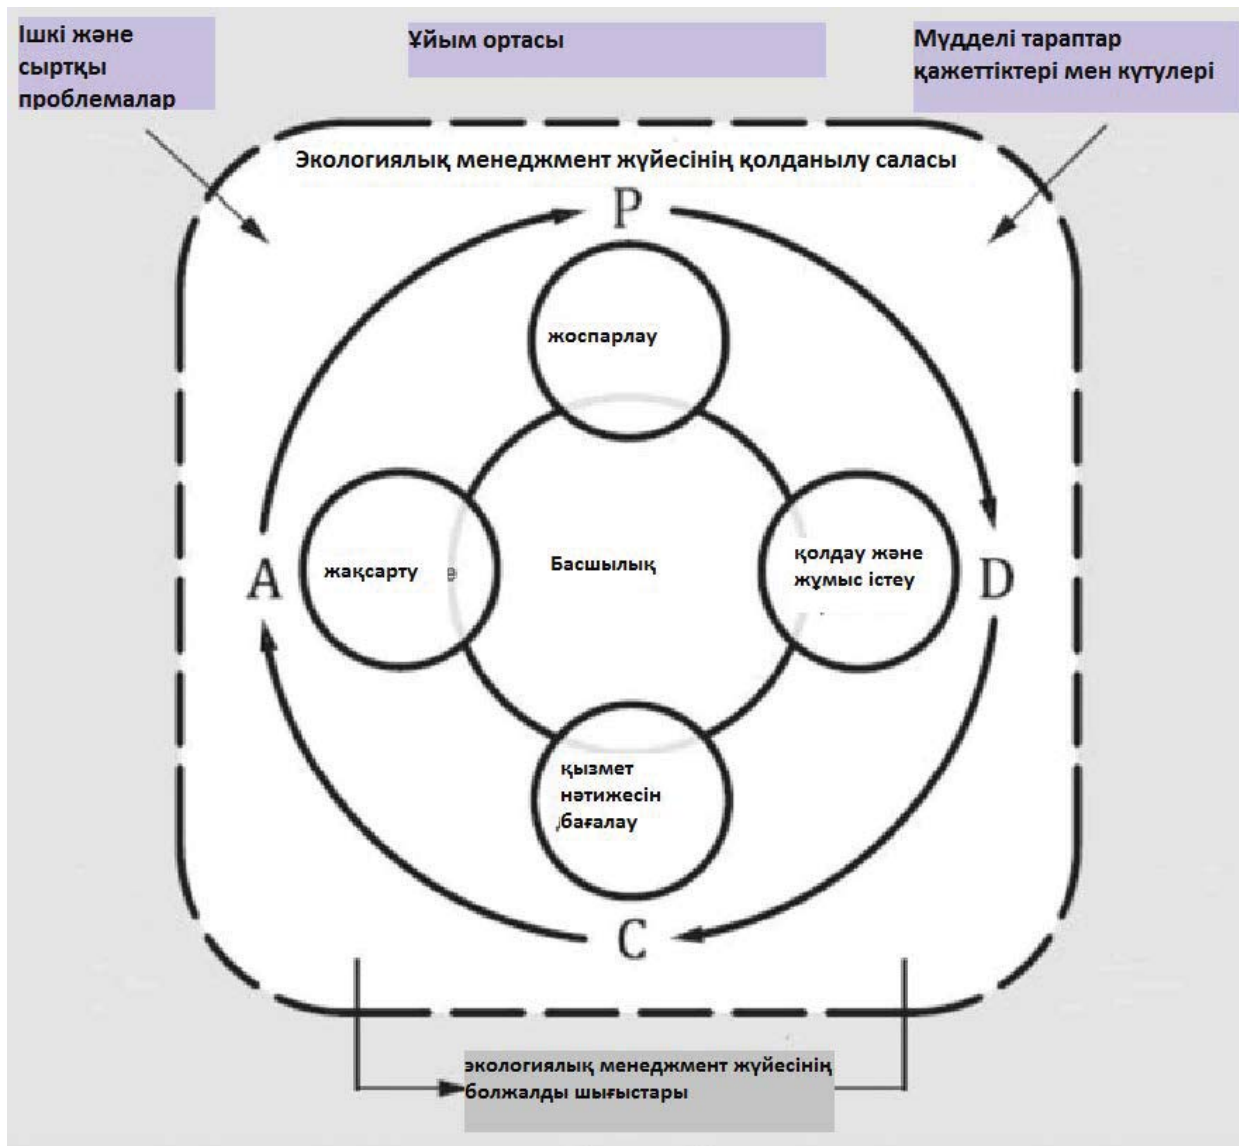 Ішкі және
сыртқы
проблемалар
Ұйым ортасы
Мүдделі тараптар
қажеттіктері мен күтулері
Экологиялық менеджмент жүйесінің қолданылу саласы
P
жоспарлау
A
жақсарту
Басшылық
қолдау және
жұмыс істеу
D
қызмет
нәтижесін
бағалау
C
экологиялық менеджмент жүйесінің
болжалды шығыстары